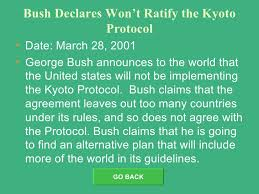 Bush Declares Won't Ratify the Kyoto
Protocol
• Date: March 28, 2001
• George Bush announces to the world that
the United states will not be implementing
the Kyoto Protocol.  Bush claims that the
agreement leaves out too many countries
under its rules, and so does not agree with
the Protocol. Bush claims that he is going
to find an alternative plan that will include
more of the world in its guidelines.
GO BACK